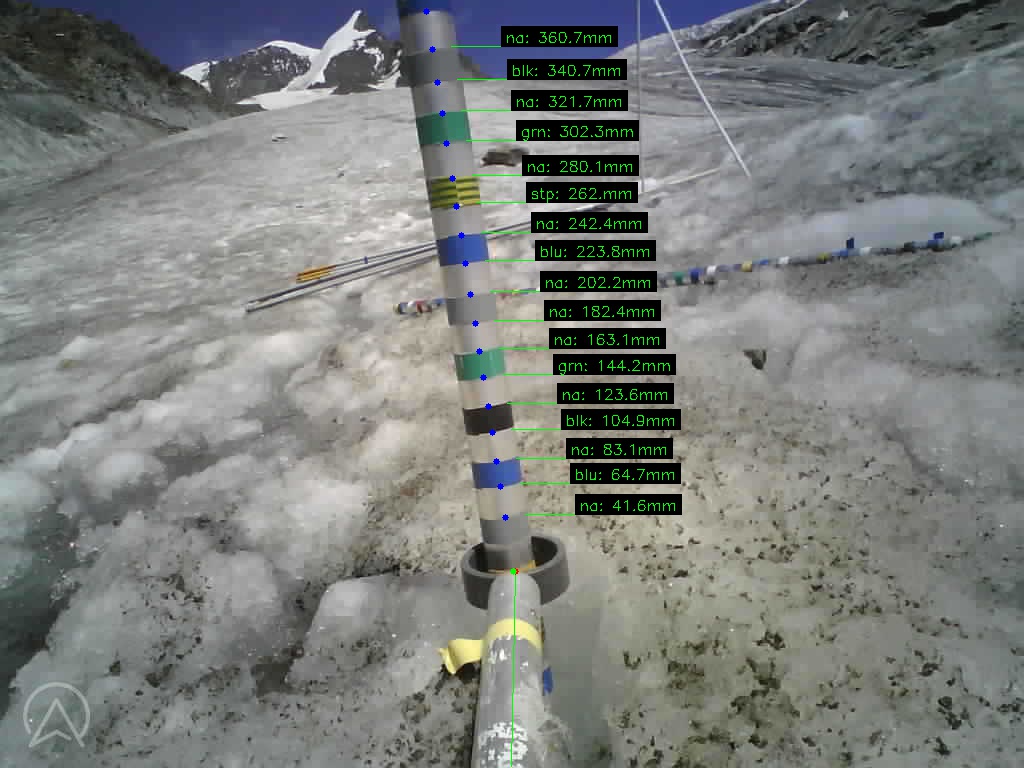 na: 360.7mm
blk: 340.7mm
na: 321.7mm
grn: 302.3mm
na: 280.1mm
stp: 262.mm
na: 242.4mm
blu: 223.8mm
na: 202.2mm
na: 182.4mm
na: 163.1mm
grn: 144.2mm
na: 123.6mm
blk: 104.9mm
na: 83.1mm
blu: 64.7mm
na: 41.6mm